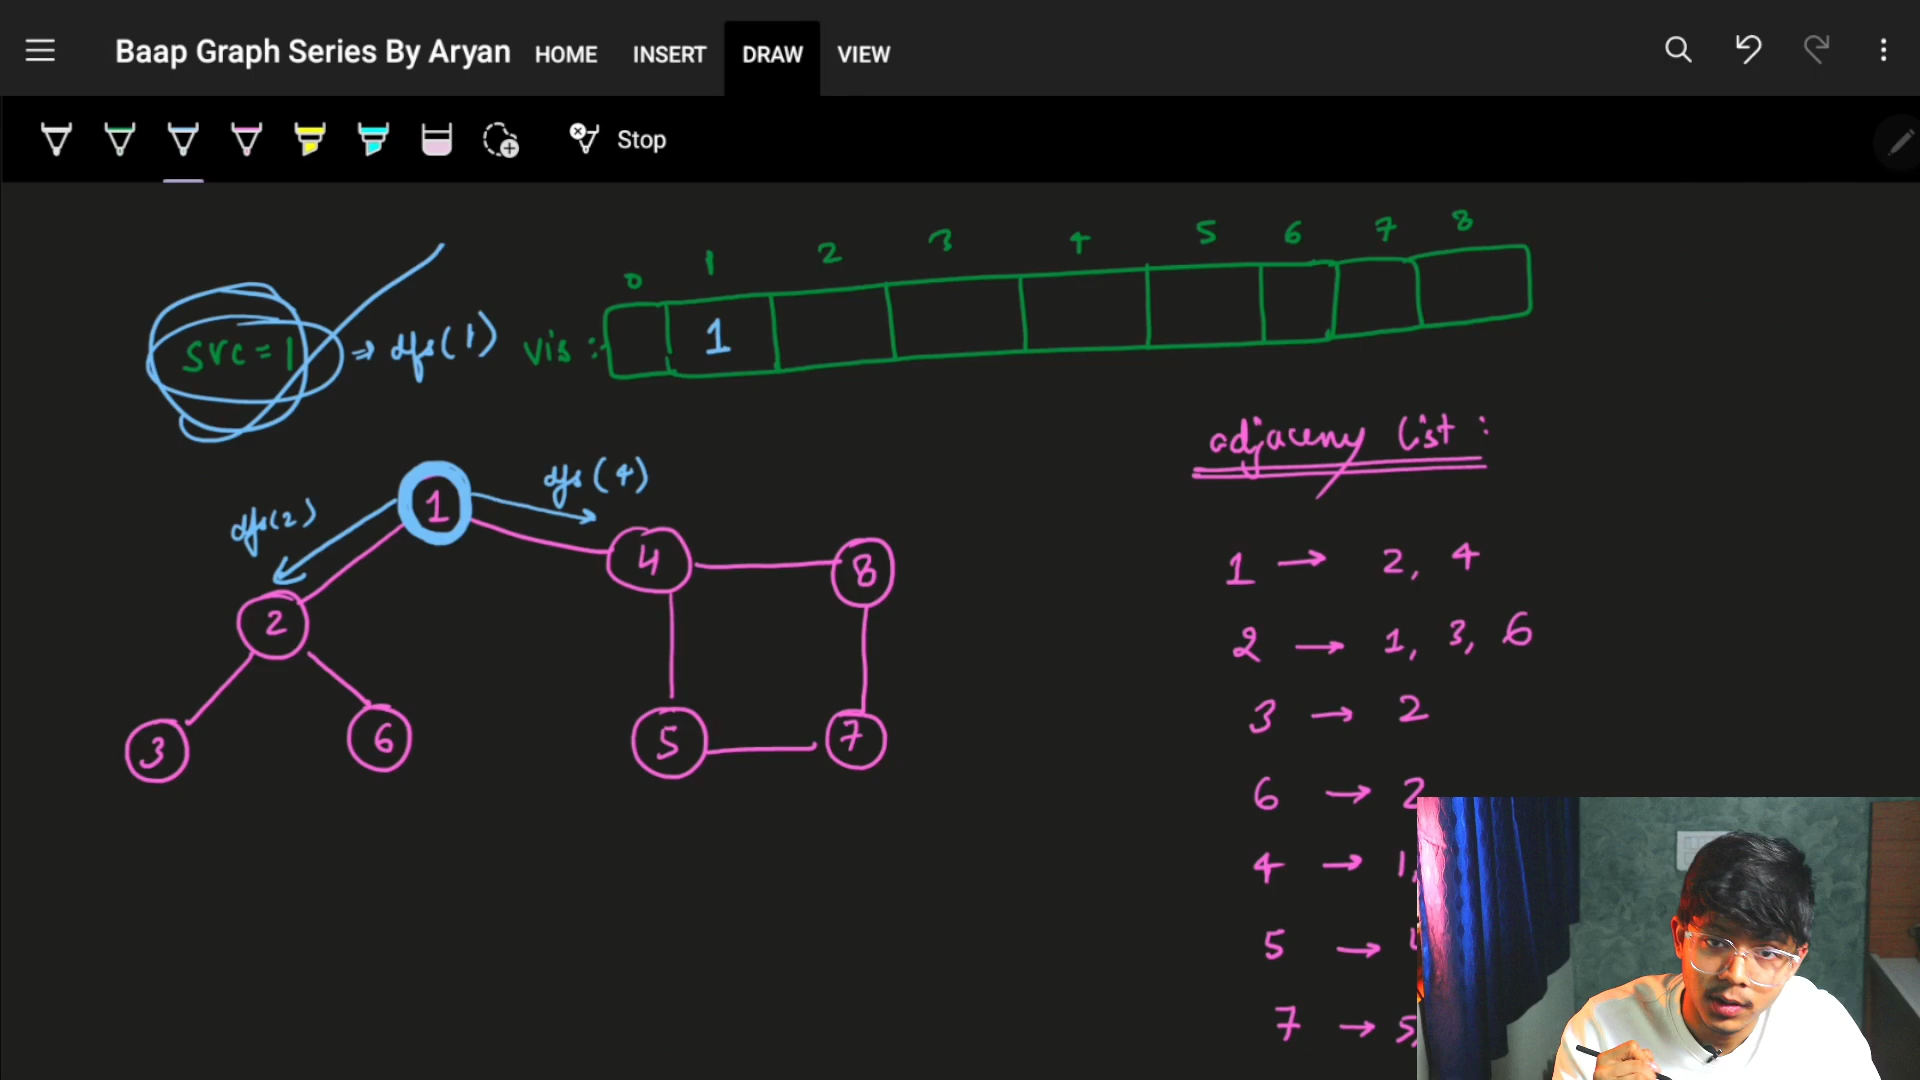 Baap Graph Series By Aryan HOME INSERT DRAW VIEW
Stop
0 1 2 3 4 5 6 7 8
src = 1 ⇒ dfs(1) vis : 1
adjaceny list :
dfs(2) 1 dfs(4)
4 8
2
3 6 5 7
1 → 2, 4
2 → 1, 3, 6
3 → 2
6 → 2
4 → 1,
5 →
7 → 5,